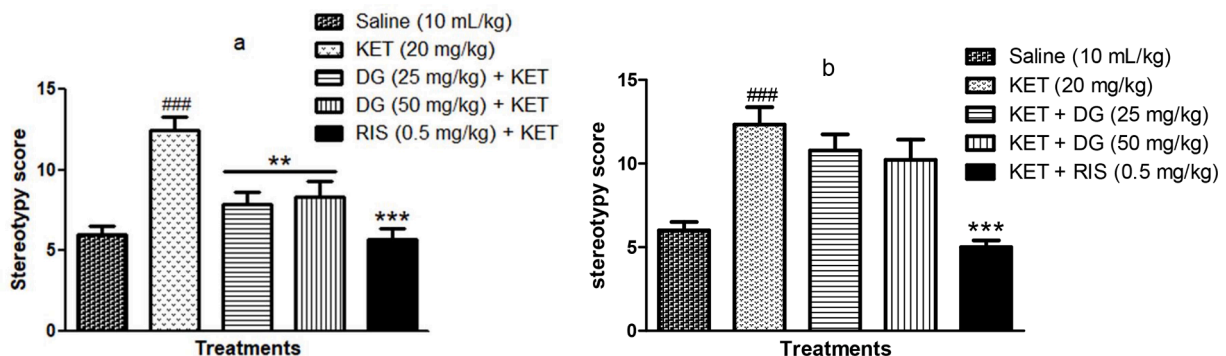 a
Saline (10 mL/kg)
KET (20 mg/kg)
DG (25 mg/kg) + KET
DG (50 mg/kg) + KET
RIS (0.5 mg/kg) + KET
Stereotypy score
15
10
5
0
###
**
***
Treatments
b
Saline (10 mL/kg)
KET (20 mg/kg)
KET + DG (25 mg/kg)
KET + DG (50 mg/kg)
KET + RIS (0.5 mg/kg)
stereotypy score
15
10
5
0
###
***
Treatments